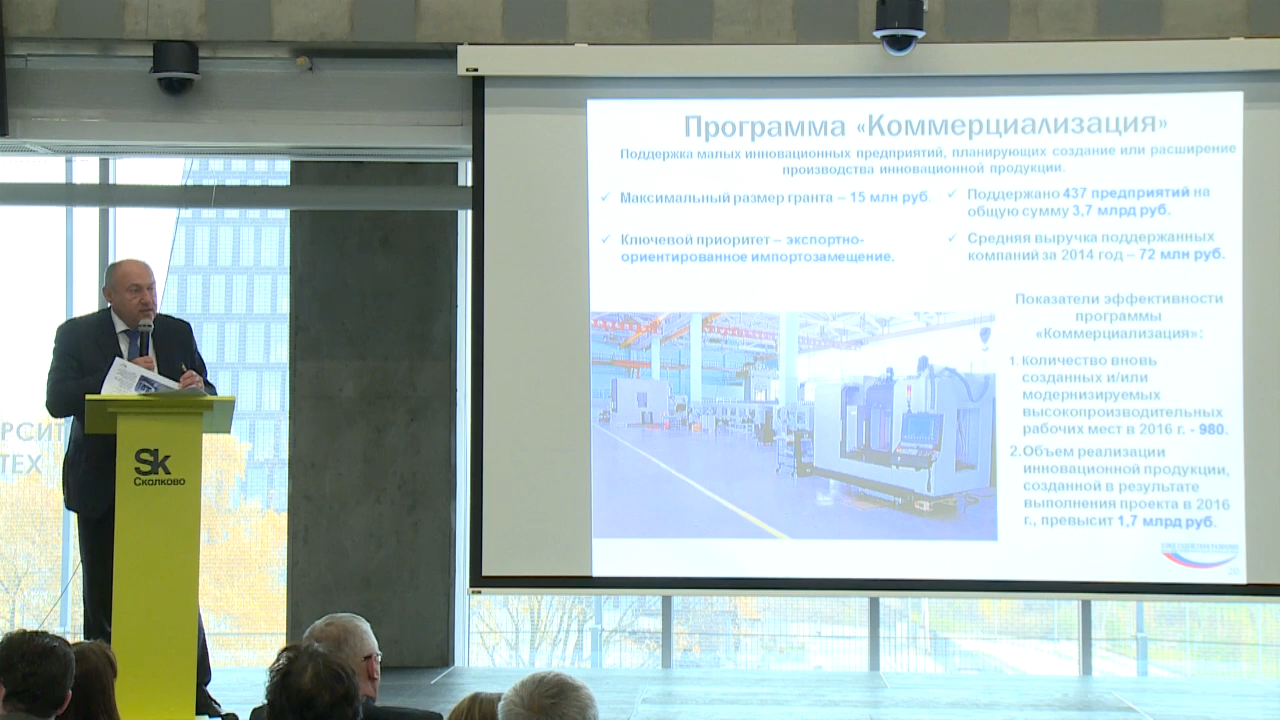 Программа «Коммерциализация»
Поддержка малых инновационных предприятий, планирующих создание или расширение
производства инновационной продукции.
✓ Максимальный размер гранта – 15 млн руб.
✓ Ключевой приоритет – экспортно-
ориентированное импортозамещение.
✓ Поддержано 437 предприятий на
общую сумму 3,7 млрд руб.
✓ Средняя выручка поддержанных
компаний за 2014 год – 72 млн руб.
Показатели эффективности
программы
«Коммерциализация»:
1. Количество вновь
созданных и/или
модернизируемых
высокопроизводительных
рабочих мест в 2016 г. - 980.
2. Объем реализации
инновационной продукции,
созданной в результате
выполнения проекта в 2016
г., превысит 1,7 млрд руб.
РСИТ
ТЕХ
Sk
Сколково